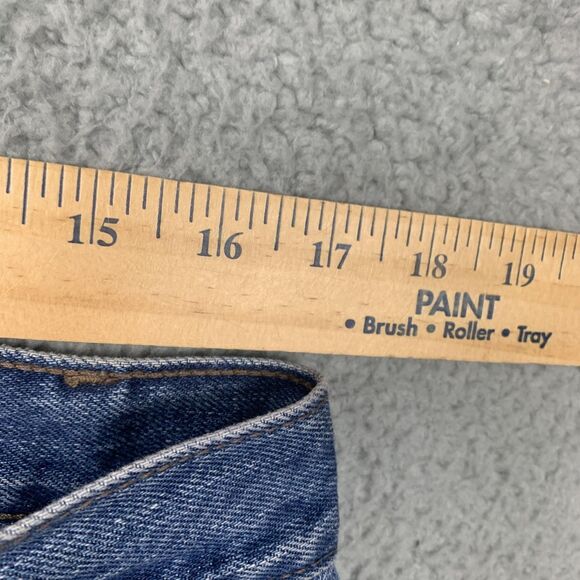 15 16 17 18 19
PAINT
• Brush • Roller • Tray